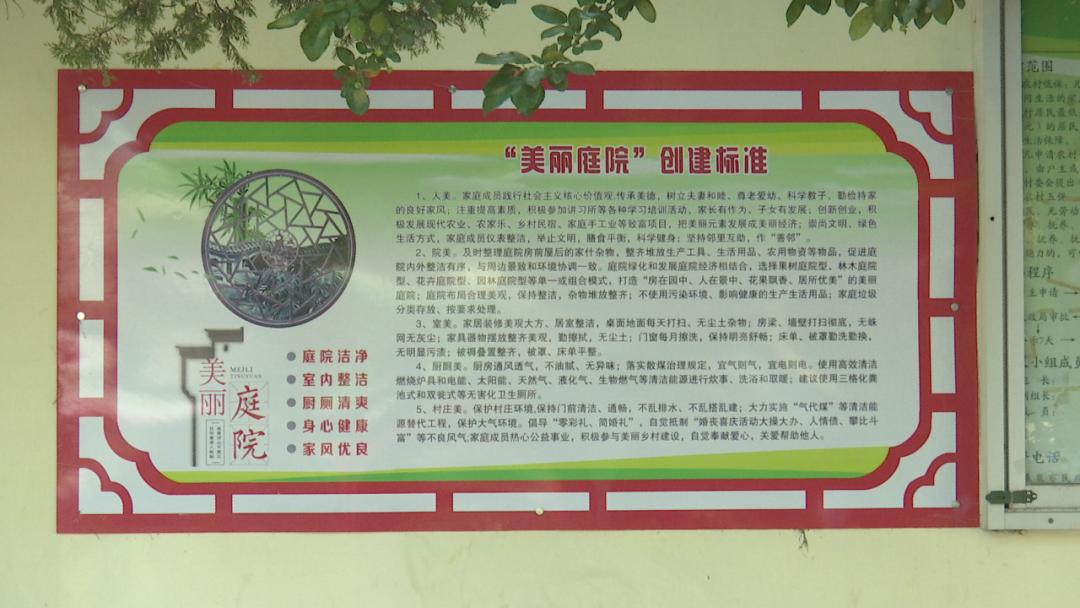 “美丽庭院”创建标准
1、人美。家庭成员践行社会主义核心价值观,传承美德，树立夫妻和睦、尊老爱幼、科学教子、勤俭持家
的良好家风；注重提高素质，积极参加讲习所等各种学习培训活动，家长有作为、子女有发展；创新创业，积
极发展现代农业、农家乐、乡村民宿、家庭手工业等致富项目，把美丽元素发展成美丽经济；崇尚文明、绿色
生活方式，家庭成员仪表整洁，举止文明，膳食平衡，科学健身；坚持邻里互助，作“善邻”。
2、院美。及时整理庭院房前屋后的家什杂物，整齐堆放生产工具、生活用品、农用物资等物品，促进庭
院内外整洁有序，与周边景致和环境协调一致。庭院绿化和发展庭院经济相结合，选择果树庭院型、林木庭院
型、花卉庭院型、园林庭院型等单一或组合模式，打造“房在园中、人在景中、花果飘香、居所优美”的美丽
庭院；庭院布局合理美观，保持整洁，杂物堆放整齐；不使用污染环境、影响健康的生产生活用品；家庭垃圾
分类存放、按要求处理。
3、室美。家居装修美观大方、居室整洁，桌面地面每天打扫、无尘土杂物；房梁、墙壁打扫彻底，无蛛
网无灰尘；家具器物摆放整齐美观，勤擦拭，无尘土；门窗每月擦洗，保持明亮舒畅；床单、被罩勤洗勤换，
无明显污渍；被褥叠置整齐，被罩、床单平整。
4、厨厕美。厨房通风透气，不油腻、无异味；落实散煤治理规定，宜气则气，宜电则电。使用高效清洁
燃烧炉具和电能、太阳能、天然气、液化气、生物燃气等清洁能源进行炊事、洗浴和取暖；建议使用三格化粪
池式和双瓮式等无害化卫生厕所。
5、村庄美。保护村庄环境,保持门前清洁、通畅，不乱排水、不乱搭乱建；大力实施“气代煤”等清洁能
源替代工程，保护大气环境。倡导“零彩礼、简婚礼”，自觉抵制“婚丧喜庆活动大操大办、人情债、攀比斗
富”等不良风气;家庭成员热心公益事业，积极参与美丽乡村建设，自觉奉献爱心，关爱帮助他人。
美丽
MEILI
TINGYUAN
庭院
庭院洁净
室内整洁
厨厕清爽
身心健康
家风优良
范围
程序
主申请
7天
小组成员
电话